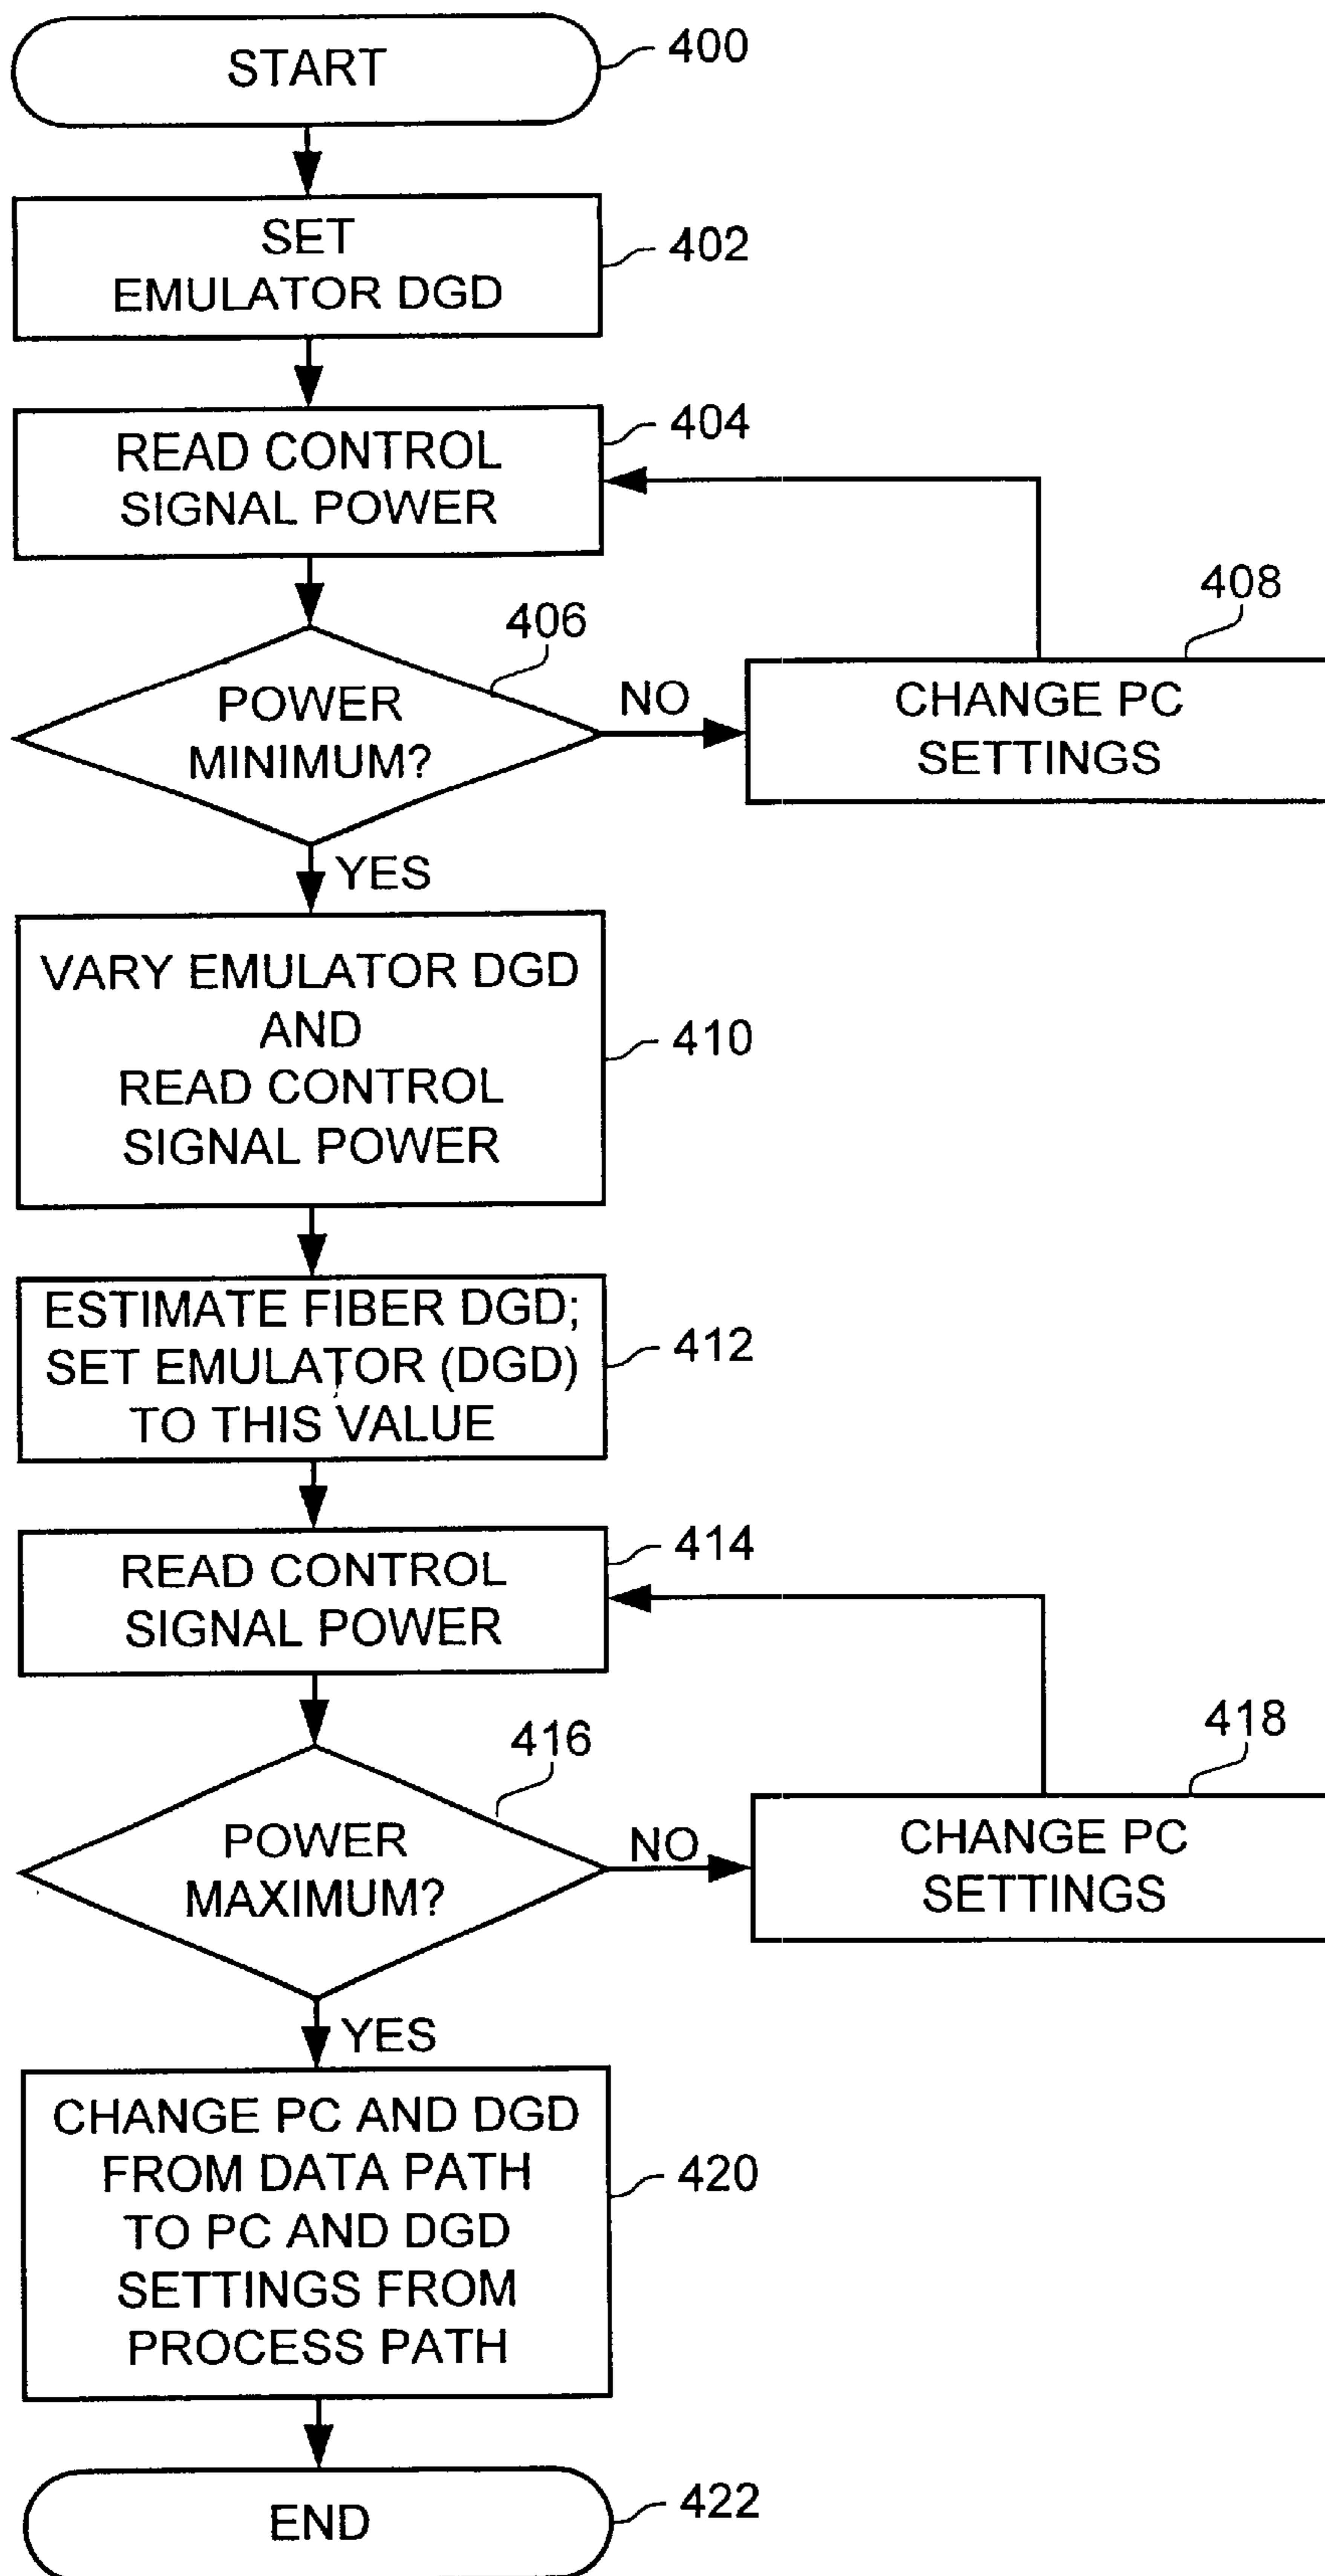 START
400
SET
EMULATOR DGD
402
READ CONTROL
SIGNAL POWER
404
POWER
MINIMUM?
406
NO
CHANGE PC
SETTINGS
408
YES
VARY EMULATOR DGD
AND
READ CONTROL
SIGNAL POWER
410
ESTIMATE FIBER DGD;
SET EMULATOR (DGD)
TO THIS VALUE
412
READ CONTROL
SIGNAL POWER
414
POWER
MAXIMUM?
416
NO
CHANGE PC
SETTINGS
418
YES
CHANGE PC AND DGD
FROM DATA PATH
TO PC AND DGD
SETTINGS FROM
PROCESS PATH
420
END
422